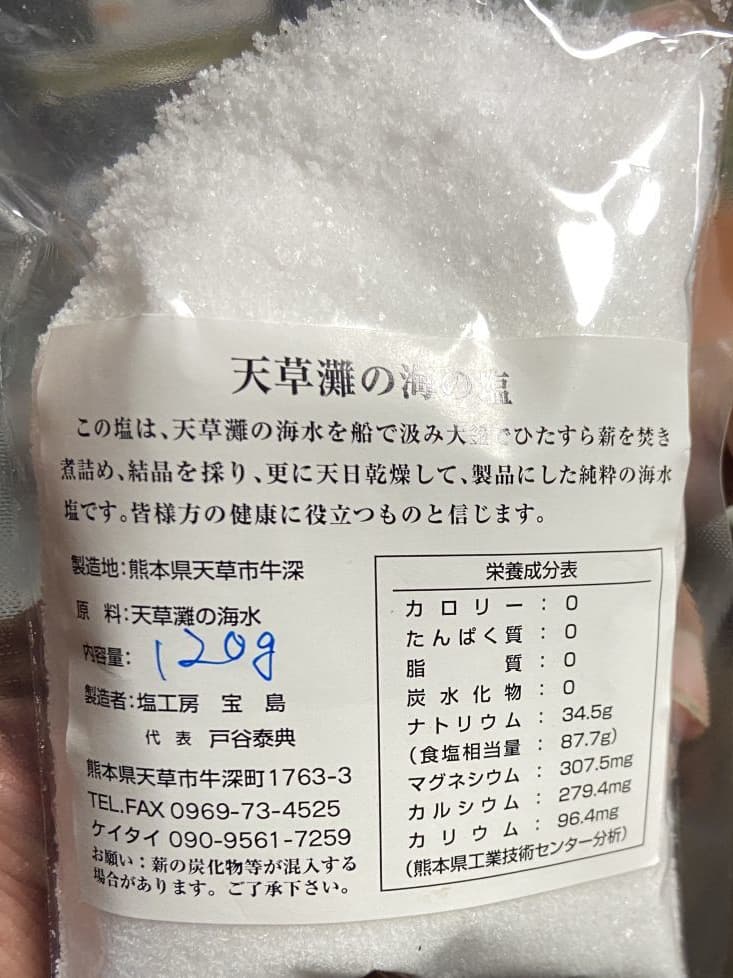 天草灘の海の塩
この塩は、天草灘の海水を船で汲み大釜でひたすら薪を焚き
煮詰め、結晶を採り、更に天日乾燥して、製品にした純粋の海水
塩です。皆様方の健康に役立つものと信じます。
製造地:熊本県天草市牛深
原 料:天草灘の海水
内容量: 120g
製造者:塩工房 宝 島
代 表 戸谷泰典
熊本県天草市牛深町1763-3
TEL.FAX 0969-73-4525
ケイタイ 090-9561-7259
お願い:薪の炭化物等が混入する
場合があります。ご了承下さい。
栄養成分表
カロリー : 0
たんぱく質 : 0
脂 質 : 0
炭水化物 : 0
ナトリウム : 34.5g
(食塩相当量 : 87.7g)
マグネシウム : 307.5mg
カルシウム : 279.4mg
カリウム : 96.4mg
(熊本県工業技術センター分析)